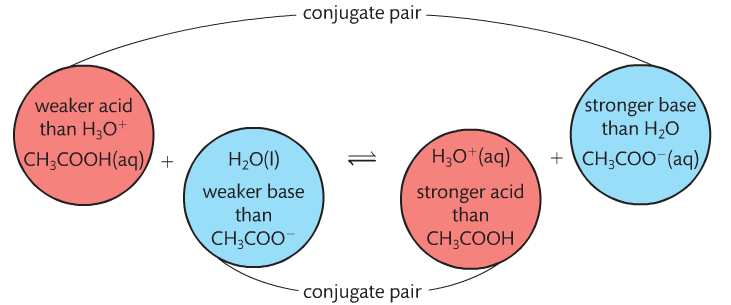 conjugate pair
weaker acid
than H₃O⁺
CH₃COOH(aq)
+
H₂O(l)
weaker base
than
CH₃COO⁻
⇌
H₃O⁺(aq)
stronger acid
than
CH₃COOH
+
stronger base
than H₂O
CH₃COO⁻(aq)
conjugate pair